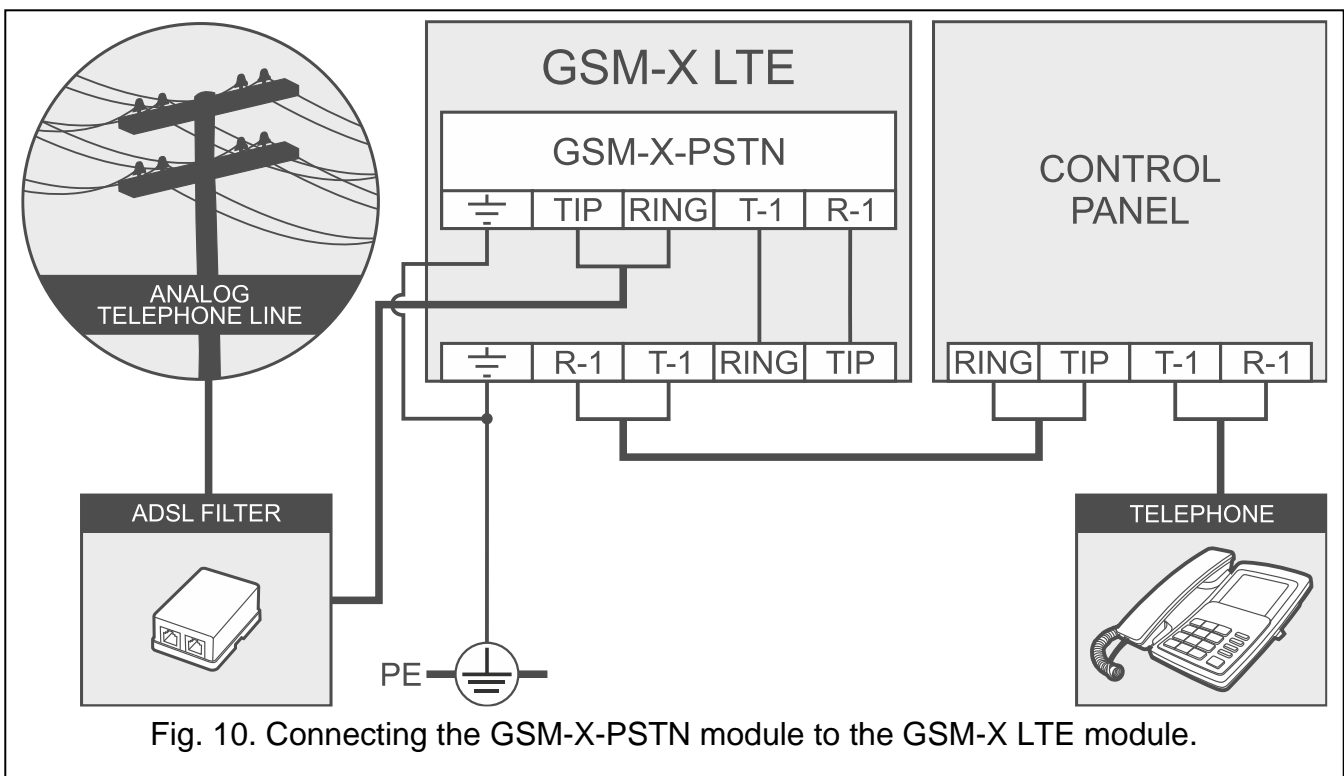 GSM-X LTE
GSM-X-PSTN
TIP RING T-1 R-1
CONTROL
PANEL
ANALOG
TELEPHONE LINE
R-1 T-1 RING TIP
RING TIP T-1 R-1
ADSL FILTER
TELEPHONE
PE
Fig. 10. Connecting the GSM-X-PSTN module to the GSM-X LTE module.